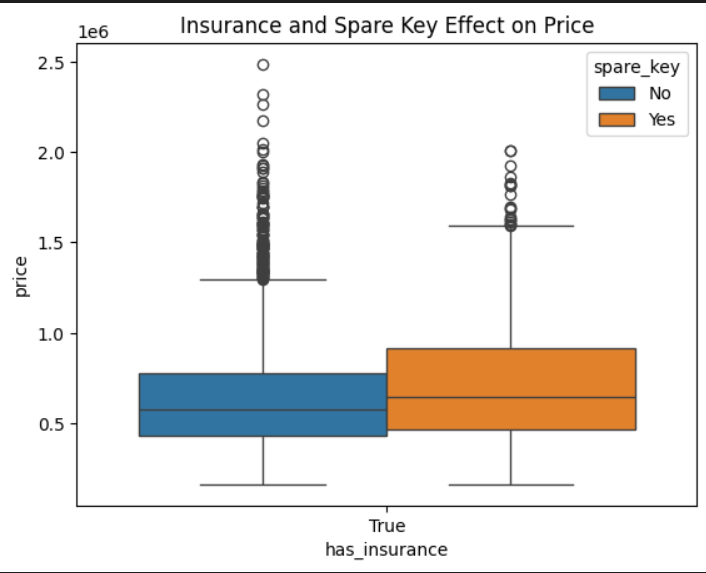 Insurance and Spare Key Effect on Price
1e6
spare_key
No
Yes
2.5
2.0
1.5
1.0
0.5
price
True
has_insurance